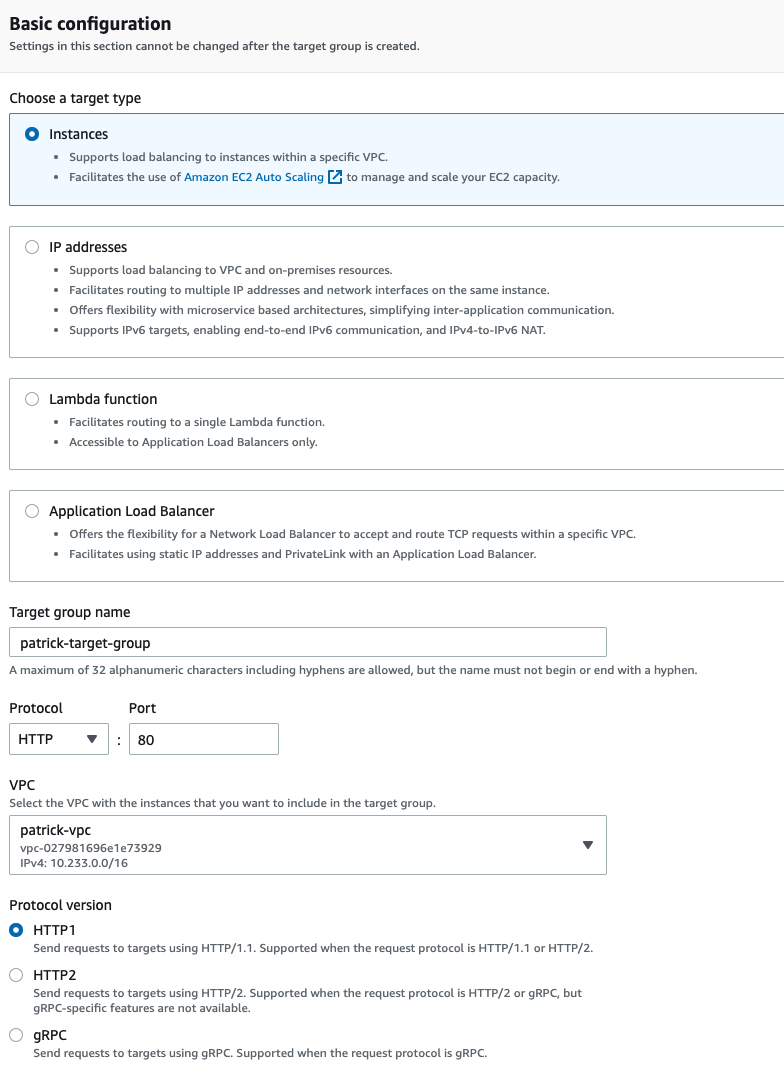 Basic configuration
Settings in this section cannot be changed after the target group is created.
Choose a target type
Instances
• Supports load balancing to instances within a specific VPC.
• Facilitates the use of Amazon EC2 Auto Scaling to manage and scale your EC2 capacity.
IP addresses
• Supports load balancing to VPC and on-premises resources.
• Facilitates routing to multiple IP addresses and network interfaces on the same instance.
• Offers flexibility with microservice based architectures, simplifying inter-application communication.
• Supports IPv6 targets, enabling end-to-end IPv6 communication, and IPv4-to-IPv6 NAT.
Lambda function
• Facilitates routing to a single Lambda function.
• Accessible to Application Load Balancers only.
Application Load Balancer
• Offers the flexibility for a Network Load Balancer to accept and route TCP requests within a specific VPC.
• Facilitates using static IP addresses and PrivateLink with an Application Load Balancer.
Target group name
patrick-target-group
A maximum of 32 alphanumeric characters including hyphens are allowed, but the name must not begin or end with a hyphen.
Protocol Port
HTTP : 80
VPC
Select the VPC with the instances that you want to include in the target group.
patrick-vpc
vpc-027981696e1e73929
IPv4: 10.233.0.0/16
Protocol version
HTTP1
Send requests to targets using HTTP/1.1. Supported when the request protocol is HTTP/1.1 or HTTP/2.
HTTP2
Send requests to targets using HTTP/2. Supported when the request protocol is HTTP/2 or gRPC, but
gRPC-specific features are not available.
gRPC
Send requests to targets using gRPC. Supported when the request protocol is gRPC.